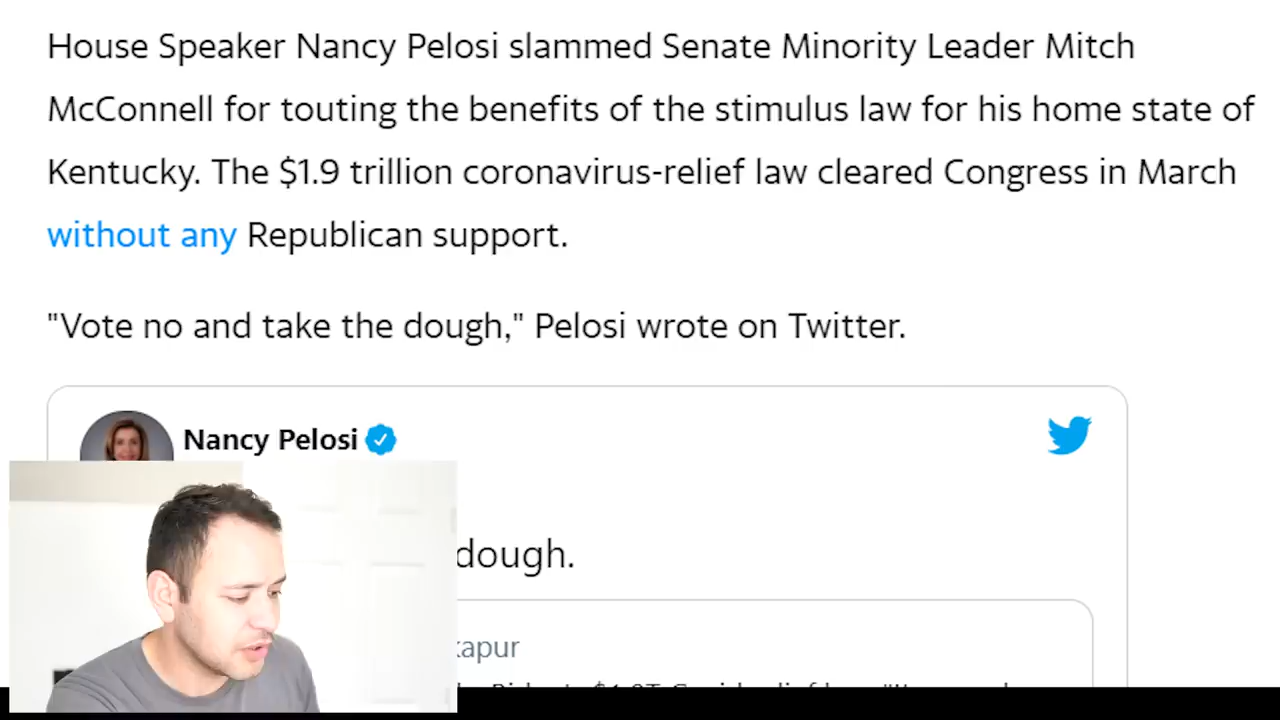 House Speaker Nancy Pelosi slammed Senate Minority Leader Mitch
McConnell for touting the benefits of the stimulus law for his home state of
Kentucky. The $1.9 trillion coronavirus-relief law cleared Congress in March
without any Republican support.
"Vote no and take the dough," Pelosi wrote on Twitter.
Nancy Pelosi
dough.